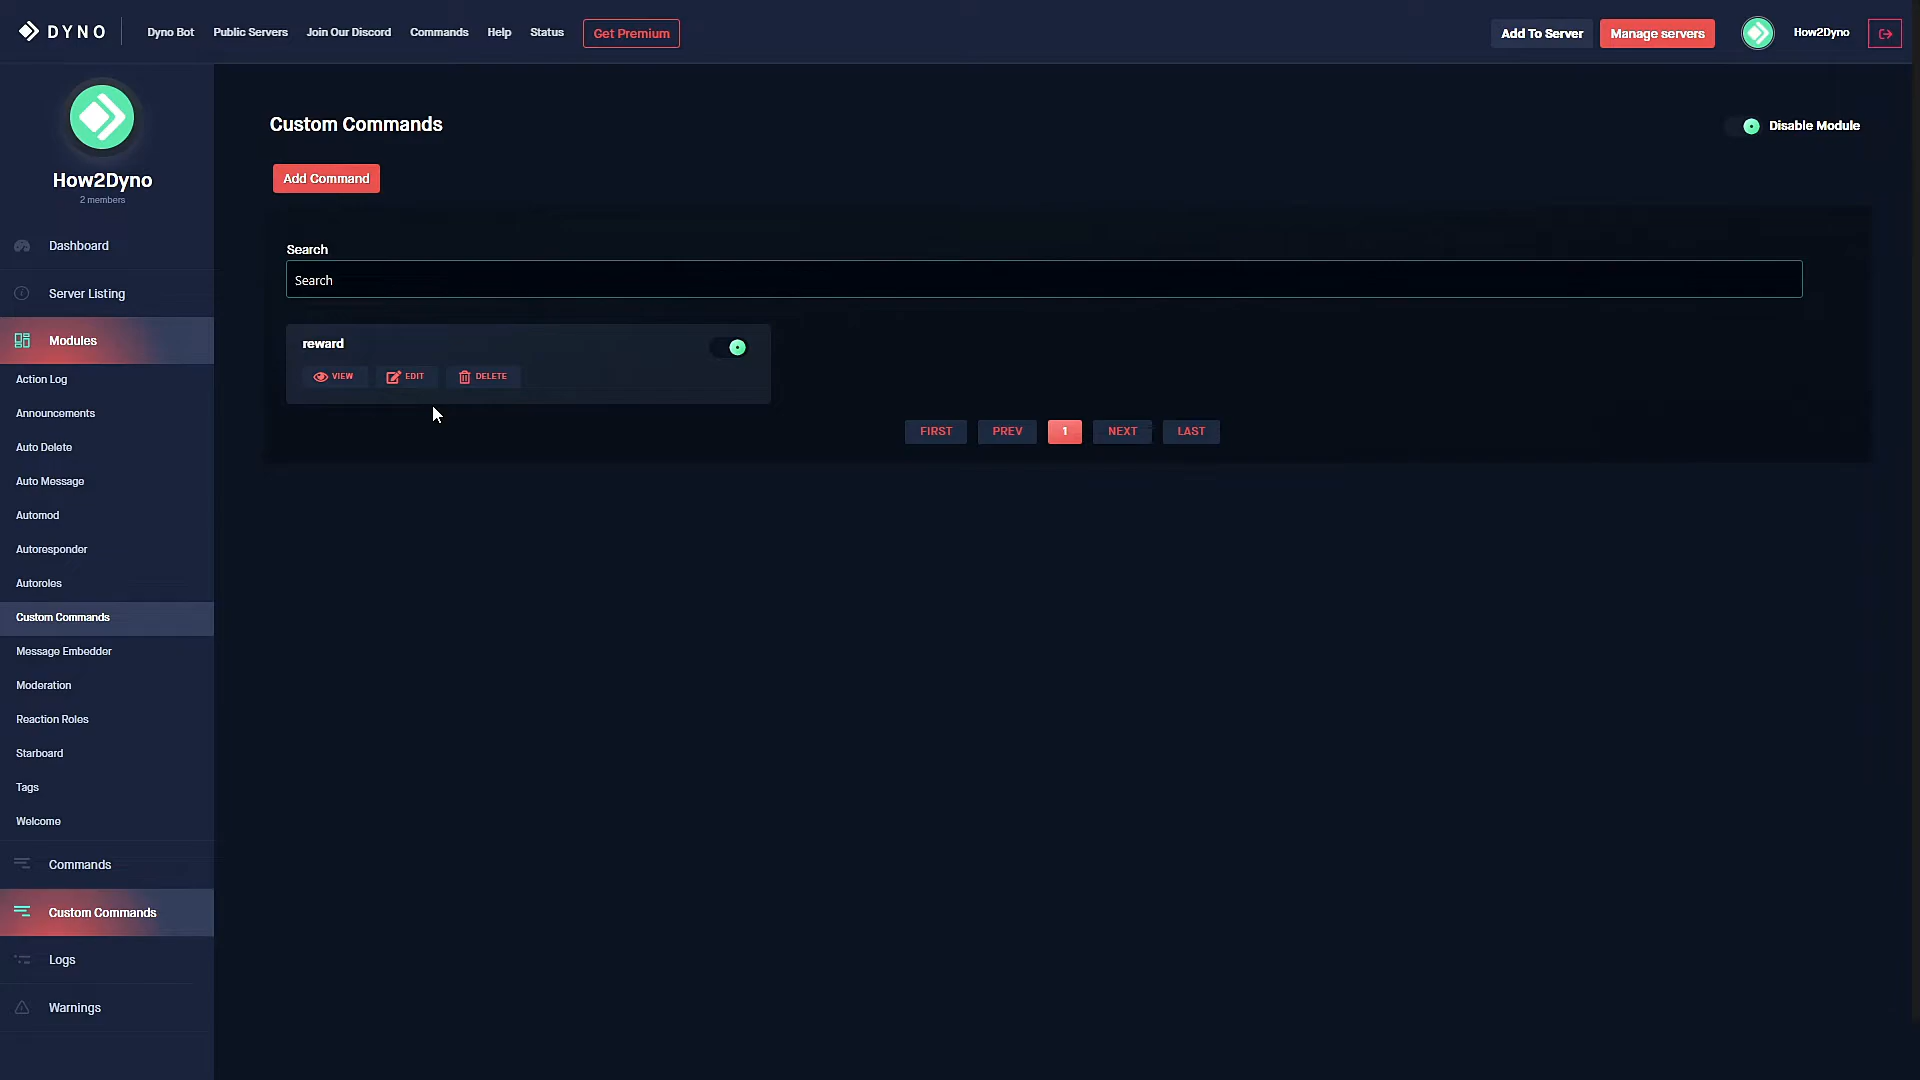 DYNO
Dyno Bot
Public Servers
Join Our Discord
Commands
Help
Status
Get Premium
Add To Server
Manage servers
How2Dyno
How2Dyno
2 members
Dashboard
Server Listing
Modules
Action Log
Announcements
Auto Delete
Auto Message
Automod
Autoresponder
Autoroles
Custom Commands
Message Embedder
Moderation
Reaction Roles
Starboard
Tags
Welcome
Commands
Custom Commands
Logs
Warnings
Custom Commands
Disable Module
Add Command
Search
Search
reward
VIEW
EDIT
DELETE
FIRST
PREV
1
NEXT
LAST